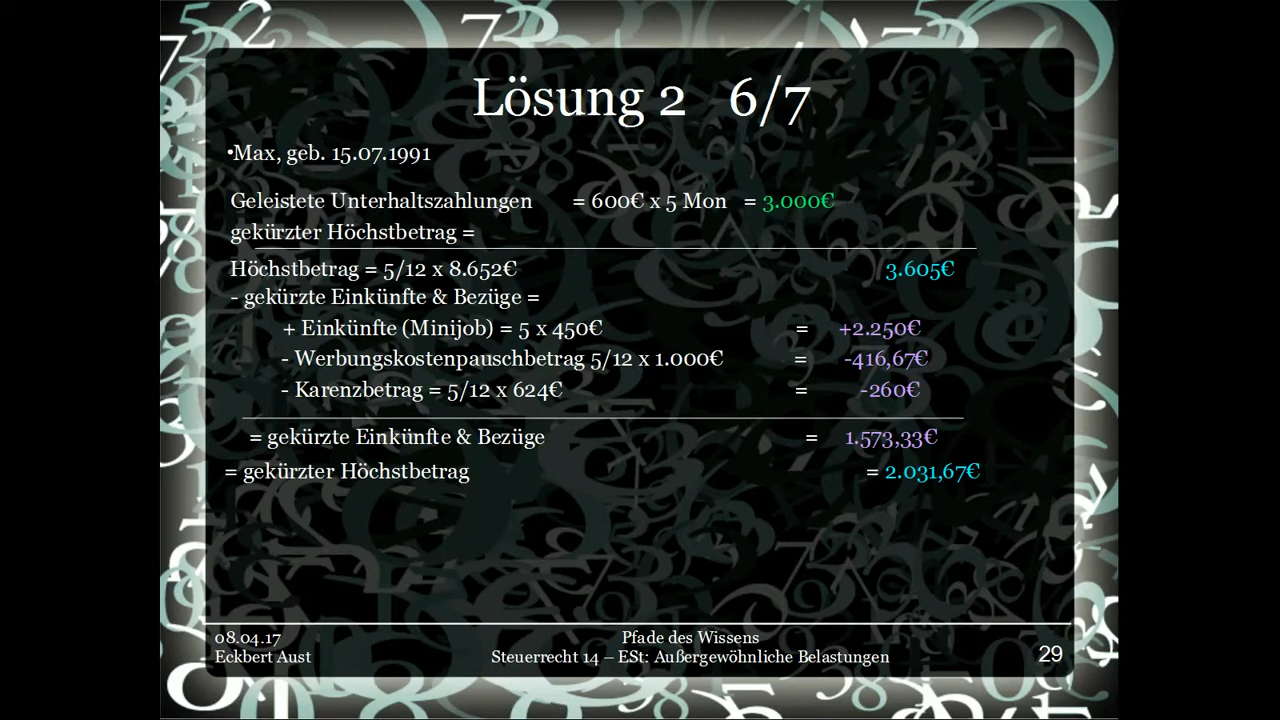 Lösung 2 6/7
•Max, geb. 15.07.1991
Geleistete Unterhaltszahlungen = 600€ x 5 Mon = 3.000€
gekürzter Höchstbetrag =
Höchstbetrag = 5/12 x 8.652€ 3.605€
- gekürzte Einkünfte & Bezüge =
+ Einkünfte (Minijob) = 5 x 450€ = +2.250€
- Werbungskostenpauschbetrag 5/12 x 1.000€ = -416,67€
- Karenzbetrag = 5/12 x 624€ = -260€
= gekürzte Einkünfte & Bezüge = 1.573,33€
= gekürzter Höchstbetrag = 2.031,67€
08.04.17 Pfade des Wissens
Eckbert Aust Steuerrecht 14 – ESt: Außergewöhnliche Belastungen 29